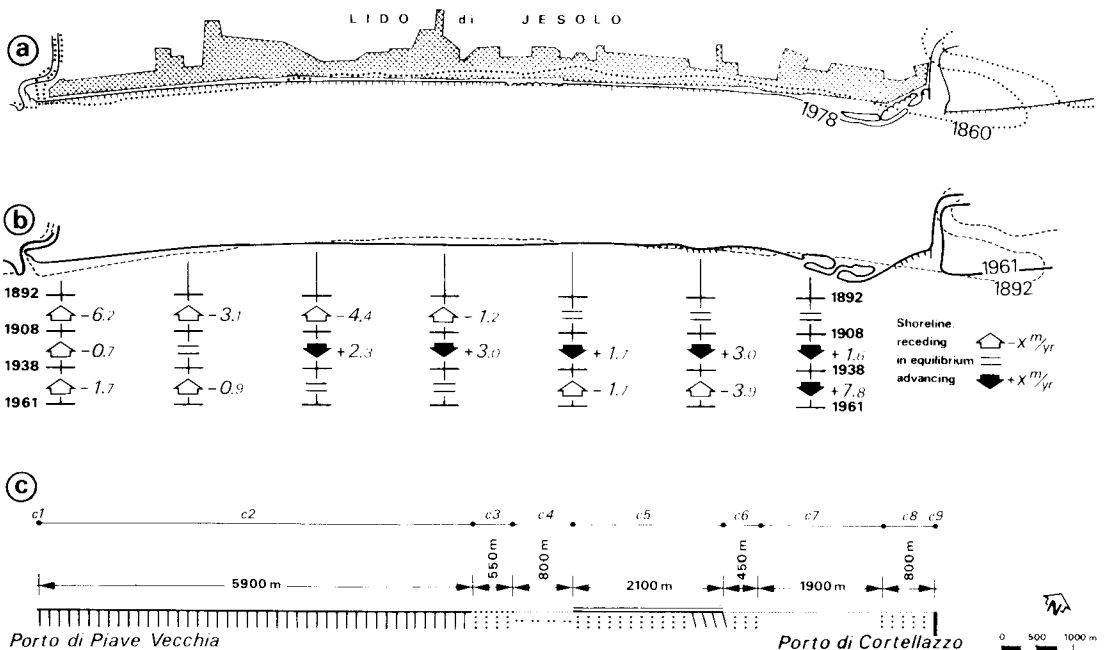 LIDO di JESOLO
a
1978
1860
b
1961
1892
1892
1908
1938
1961
-6.2
-0.7
-1.7
-3.1
-0.9
-4.4
+2.3
-1.2
+3.0
+1.7
-1.7
+3.0
-3.9
+1.6
+7.8
1892
1908
1938
1961
Shoreline:
receding -x m/yr
in equilibrium
advancing +x m/yr
c
c1 c2 c3 c4 c5 c6 c7 c8 c9
5900 m 550 m 800 m 2100 m 450 m 1900 m 800 m
Porto di Piave Vecchia
Porto di Cortellazzo
N
0 500 1000 m